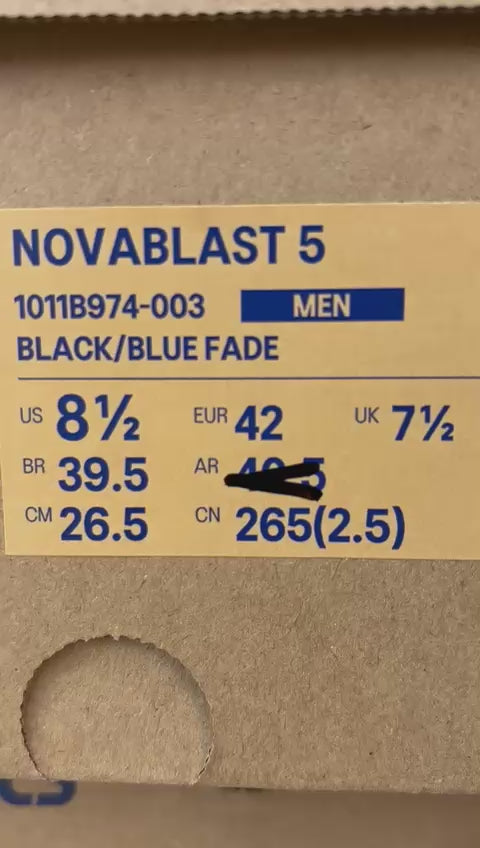 NOVABLAST 5
1011B974-003 MEN
BLACK/BLUE FADE
US 8½ EUR 42 UK 7½
BR 39.5 AR
CM 26.5 CN 265(2.5)